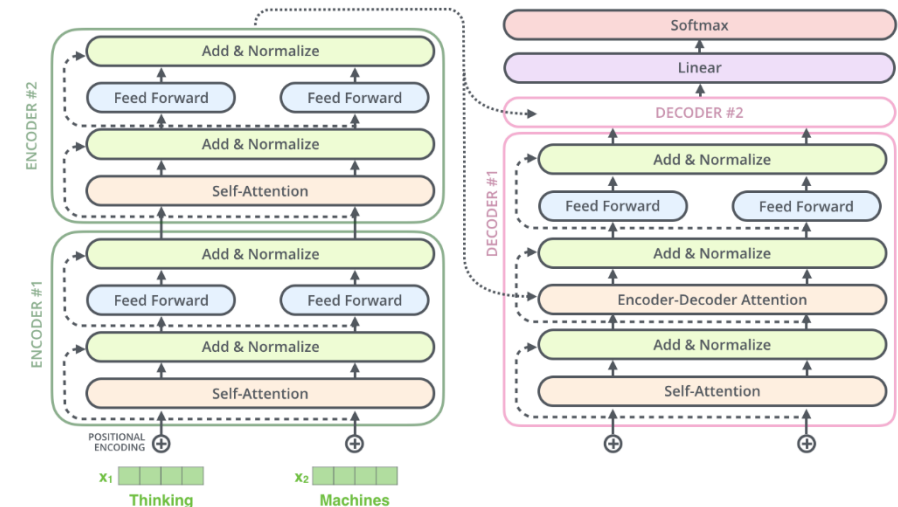 ENCODER #2
Add & Normalize
Feed Forward
Feed Forward
Add & Normalize
Self-Attention
ENCODER #1
Add & Normalize
Feed Forward
Feed Forward
Add & Normalize
Self-Attention
POSITIONAL
ENCODING
x1
x2
Thinking
Machines
Softmax
Linear
DECODER #2
DECODER #1
Add & Normalize
Feed Forward
Feed Forward
Add & Normalize
Encoder-Decoder Attention
Add & Normalize
Self-Attention